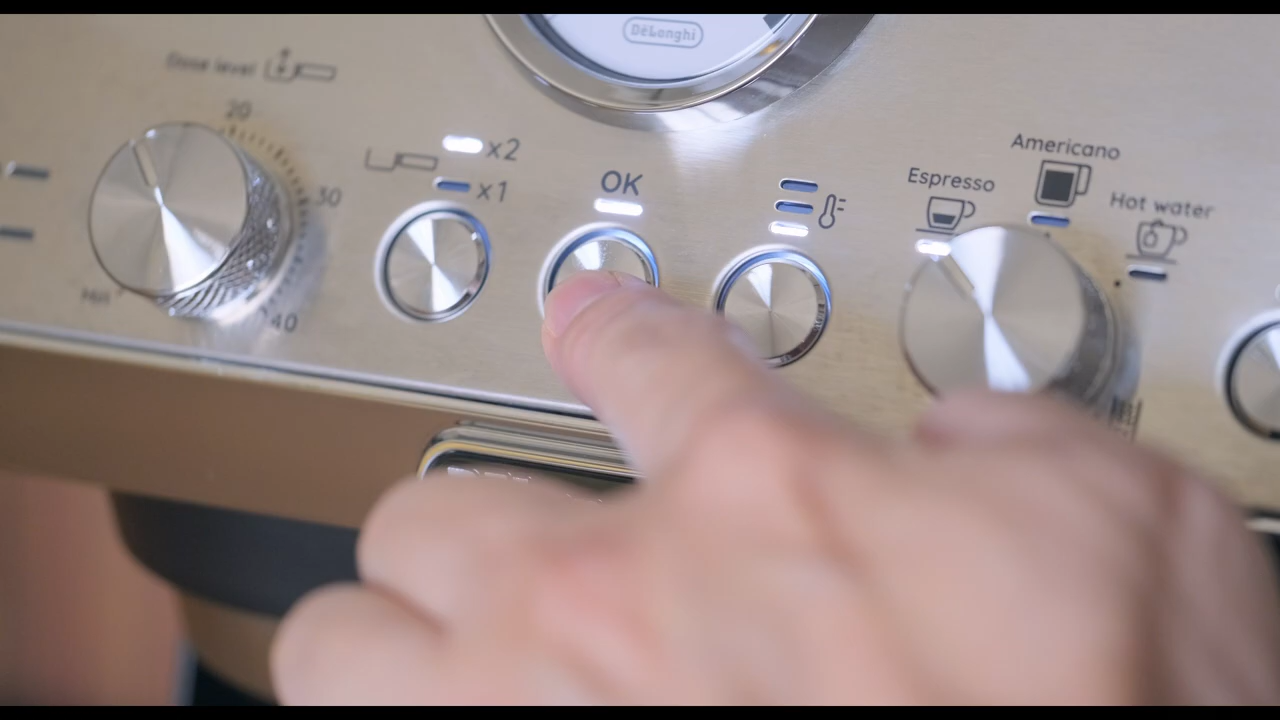 DeLonghi
Dose level
20
30
40
x2
x1
OK
Espresso
Americano
Hot water